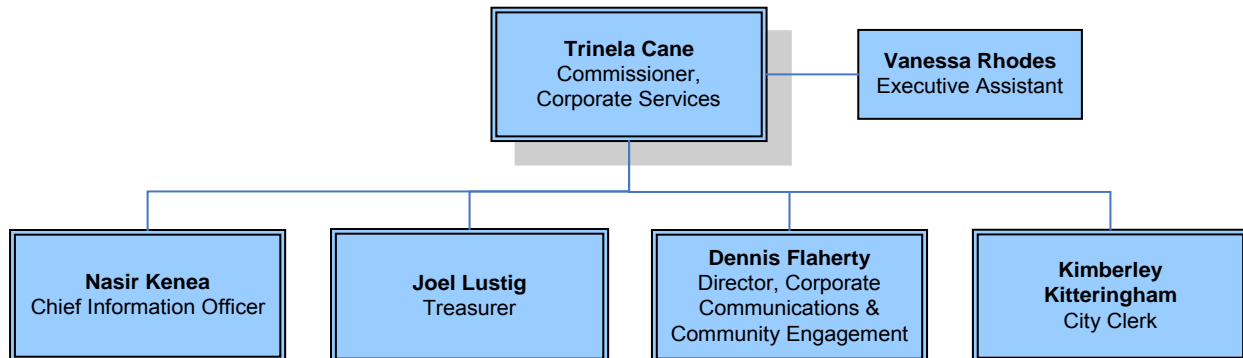 Trinela Cane
Commissioner,
Corporate Services
Vanessa Rhodes
Executive Assistant
Nasir Kenea
Chief Information Officer
Joel Lustig
Treasurer
Dennis Flaherty
Director, Corporate
Communications &
Community Engagement
Kimberley
Kitteringham
City Clerk